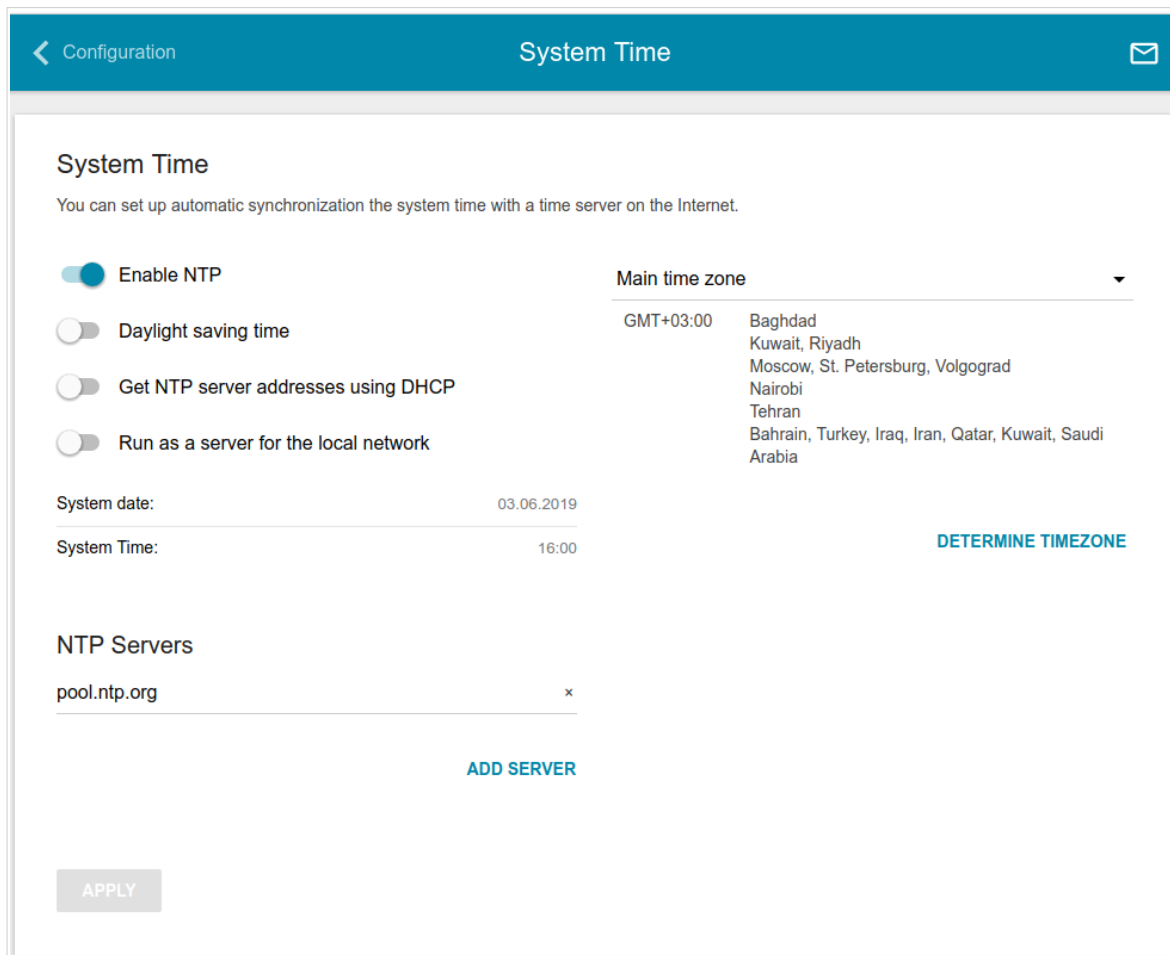 Configuration
System Time
System Time
You can set up automatic synchronization the system time with a time server on the Internet.
Enable NTP
Daylight saving time
Get NTP server addresses using DHCP
Run as a server for the local network
System date: 03.06.2019
System Time: 16:00
Main time zone
GMT+03:00 Baghdad
Kuwait, Riyadh
Moscow, St. Petersburg, Volgograd
Nairobi
Tehran
Bahrain, Turkey, Iraq, Iran, Qatar, Kuwait, Saudi
Arabia
DETERMINE TIMEZONE
NTP Servers
pool.ntp.org ×
ADD SERVER
APPLY